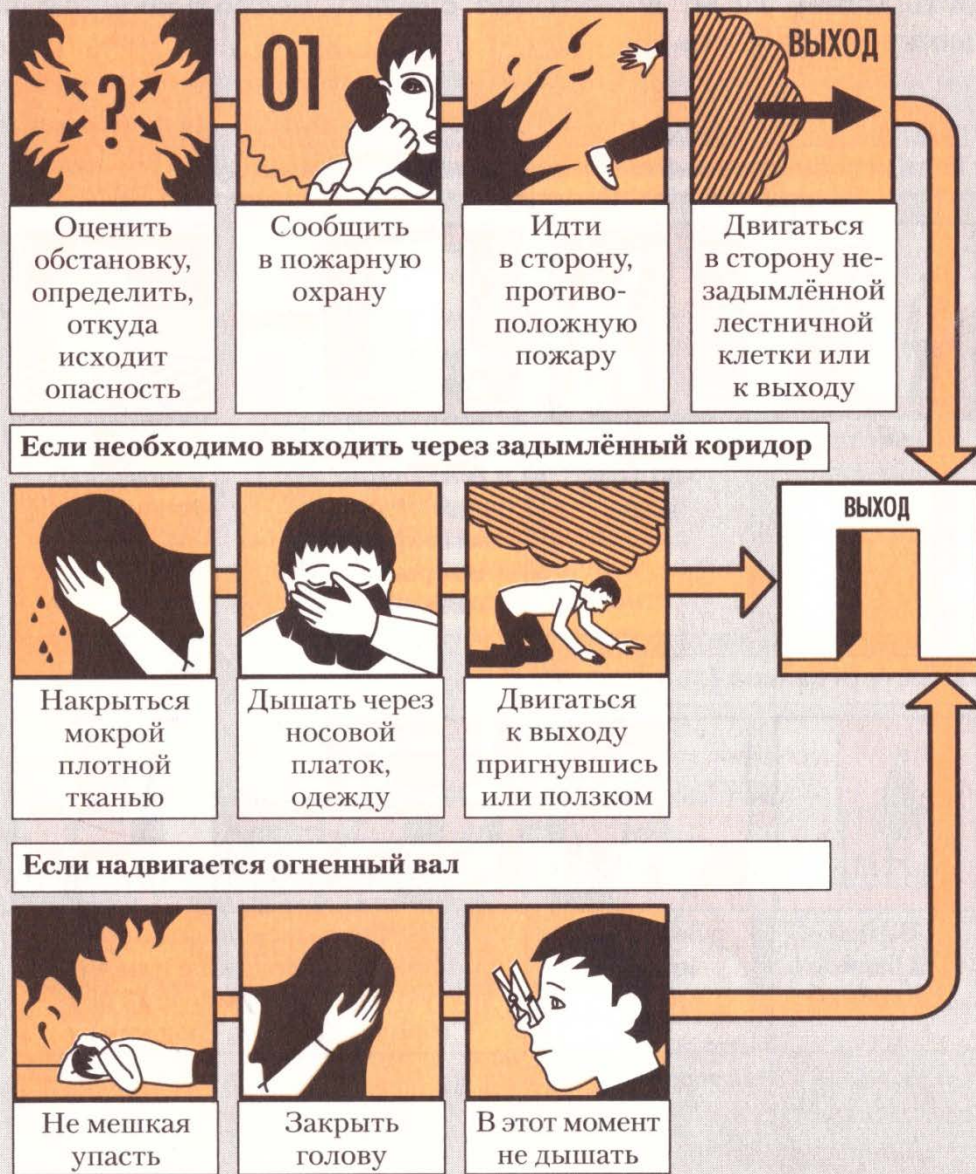 01
ВЫХОД
Оценить
обстановку,
определить,
откуда
исходит
опасность
Сообщить
в пожарную
охрану
Идти
в сторону,
противо-
положную
пожару
Двигаться
в сторону не-
задымлённой
лестничной
клетки или
к выходу
Если необходимо выходить через задымлённый коридор
ВЫХОД
Накрыться
мокрой
плотной
тканью
Дышать через
носовой
платок,
одежду
Двигаться
к выходу
пригнувшись
или ползком
Если надвигается огненный вал
Не мешкая
упасть
Закрыть
голову
В этот момент
не дышать